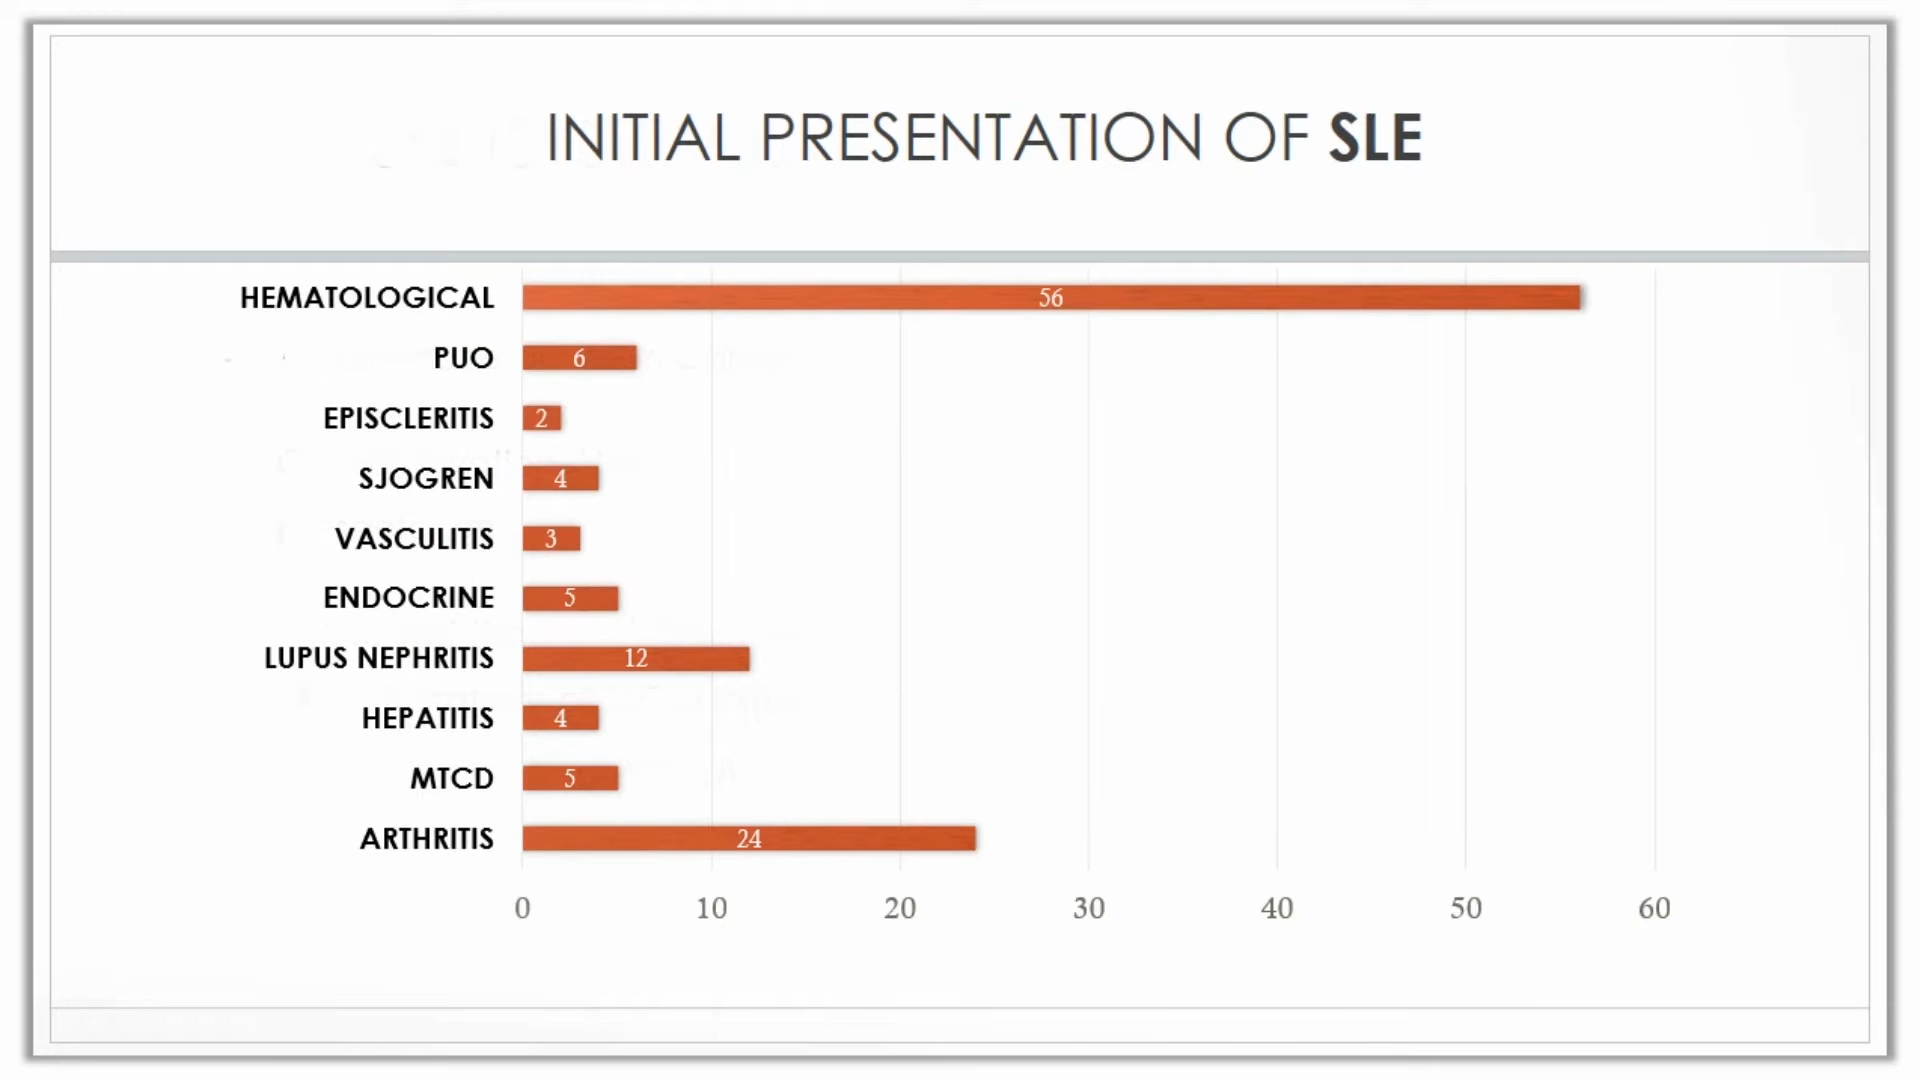 INITIAL PRESENTATION OF SLE
HEMATOLOGICAL 56
PUO 6
EPISCLERITIS 2
SJOGREN 4
VASCULITIS 3
ENDOCRINE 5
LUPUS NEPHRITIS 12
HEPATITIS 4
MTCD 5
ARTHRITIS 24
0 10 20 30 40 50 60